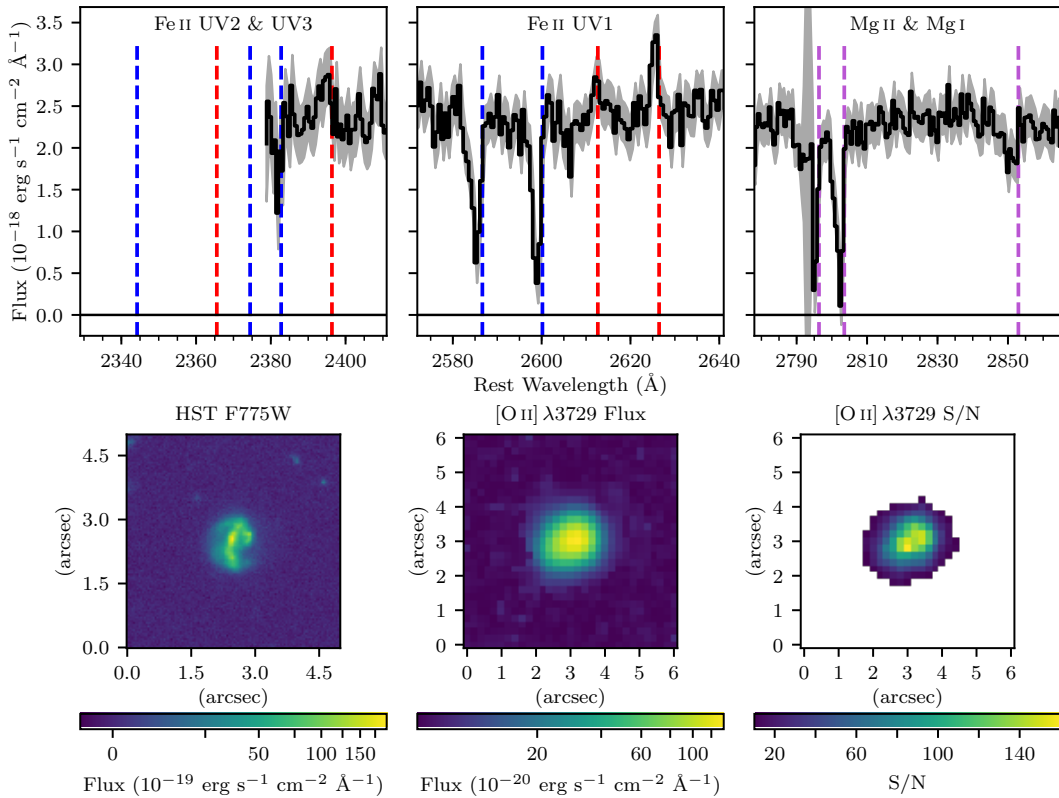 Fe II UV2 & UV3
Fe II UV1
Mg II & Mg I
Flux (10⁻¹⁸ erg s⁻¹ cm⁻² Å⁻¹)
3.5
3.0
2.5
2.0
1.5
1.0
0.5
0.0
2340 2360 2380 2400
2580 2600 2620 2640
2790 2810 2830 2850
Rest Wavelength (Å)
HST F775W
[O II] λ3729 Flux
[O II] λ3729 S/N
(arcsec)
4.5
3.0
1.5
0.0
0.0 1.5 3.0 4.5
(arcsec)
(arcsec)
6
5
4
3
2
1
0
0 1 2 3 4 5 6
(arcsec)
(arcsec)
6
5
4
3
2
1
0
0 1 2 3 4 5 6
(arcsec)
0 50 100 150
Flux (10⁻¹⁹ erg s⁻¹ cm⁻² Å⁻¹)
20 60 100
Flux (10⁻²⁰ erg s⁻¹ cm⁻² Å⁻¹)
20 60 100 140
S/N